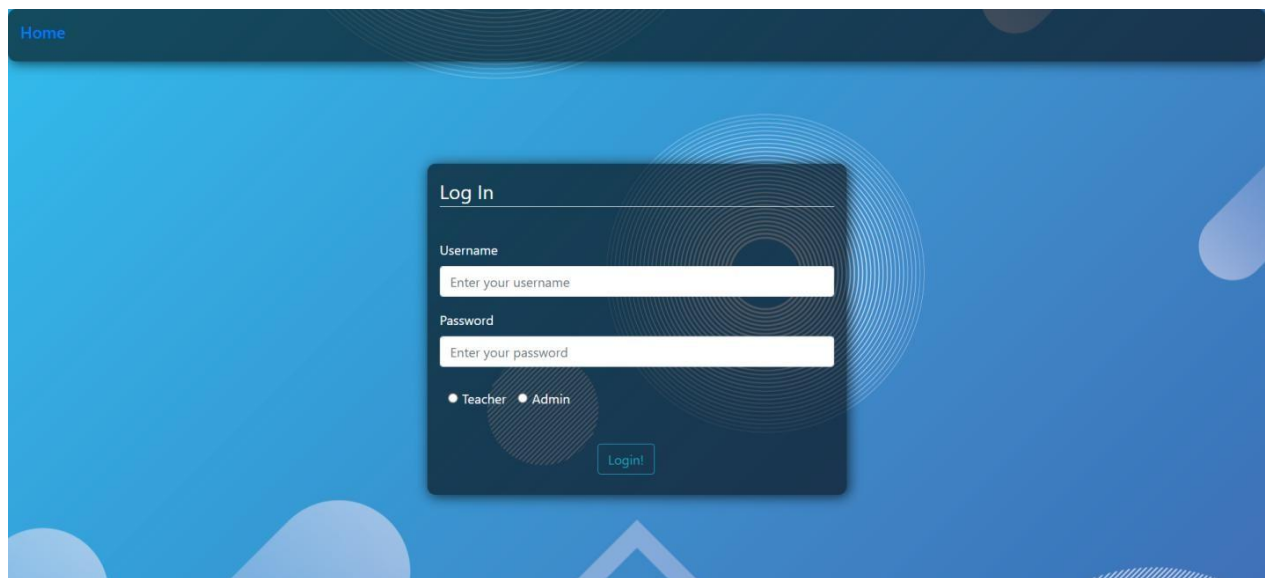 Home
Log In
Username
Enter your username
Password
Enter your password
Teacher Admin
Login!